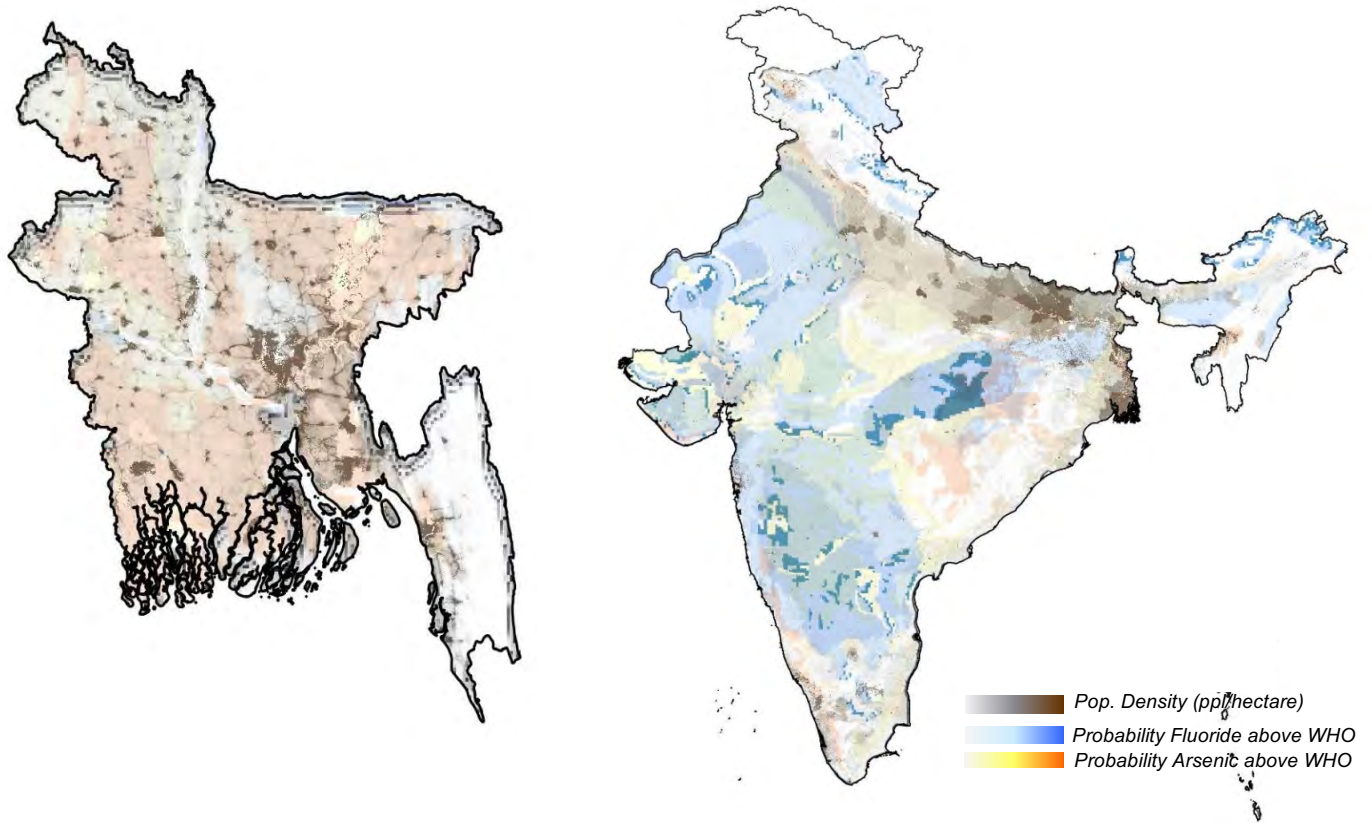 Pop. Density (ppl/hectare)
Probability Fluoride above WHO
Probability Arsenic above WHO